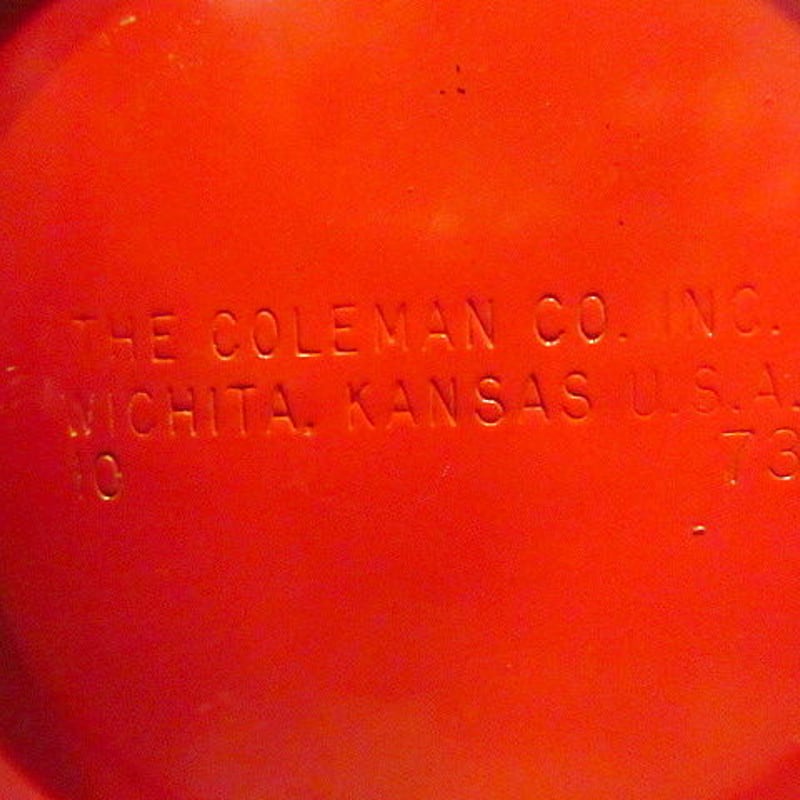 THE COLEMAN CO. INC.
WICHITA, KANSAS U.S.A.
10 73